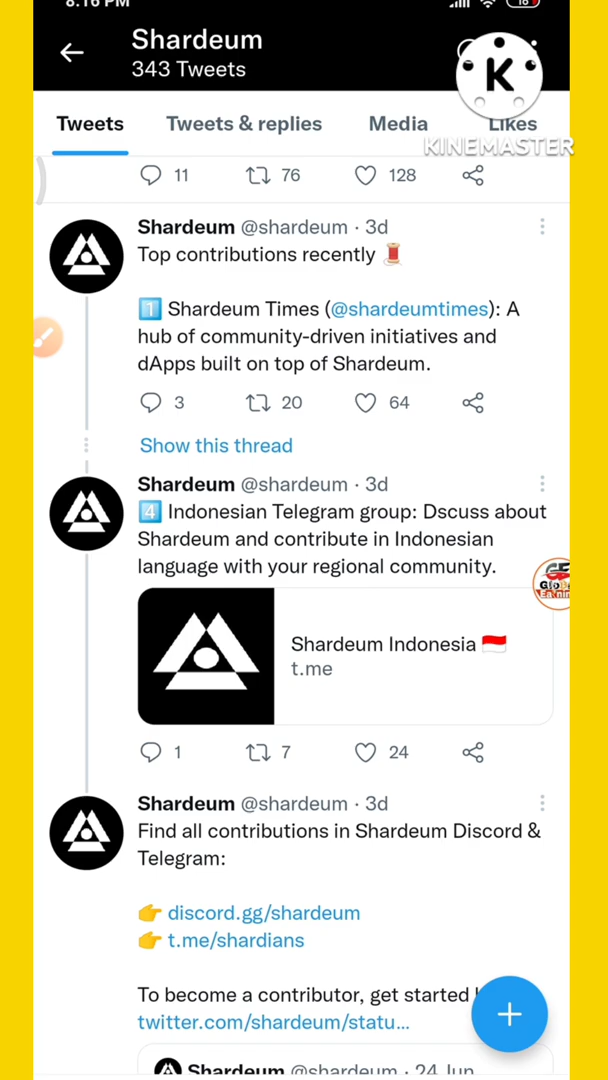 8:16 PM
Shardeum
343 Tweets
K
KINEMASTER
Tweets Tweets & replies Media Likes
11 76 128
Shardeum @shardeum · 3d
Top contributions recently 🧵
1️⃣ Shardeum Times (@shardeumtimes): A
hub of community-driven initiatives and
dApps built on top of Shardeum.
3 20 64
Show this thread
Shardeum @shardeum · 3d
4️⃣ Indonesian Telegram group: Dscuss about
Shardeum and contribute in Indonesian
language with your regional community.
Shardeum Indonesia 🇮🇩
t.me
1 7 24
Shardeum @shardeum · 3d
Find all contributions in Shardeum Discord &
Telegram:
👉 discord.gg/shardeum
👉 t.me/shardians
To become a contributor, get started
twitter.com/shardeum/statu...
Shardeum @shardeum · 24 Jun